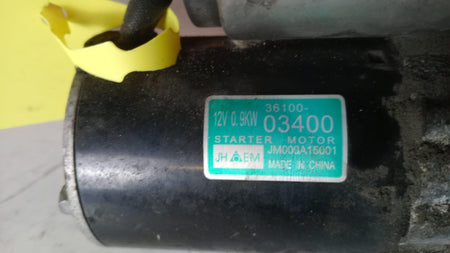 36100-
12V 0.9KW 03400
STARTER MOTOR
JM000A15001
MADE IN CHINA